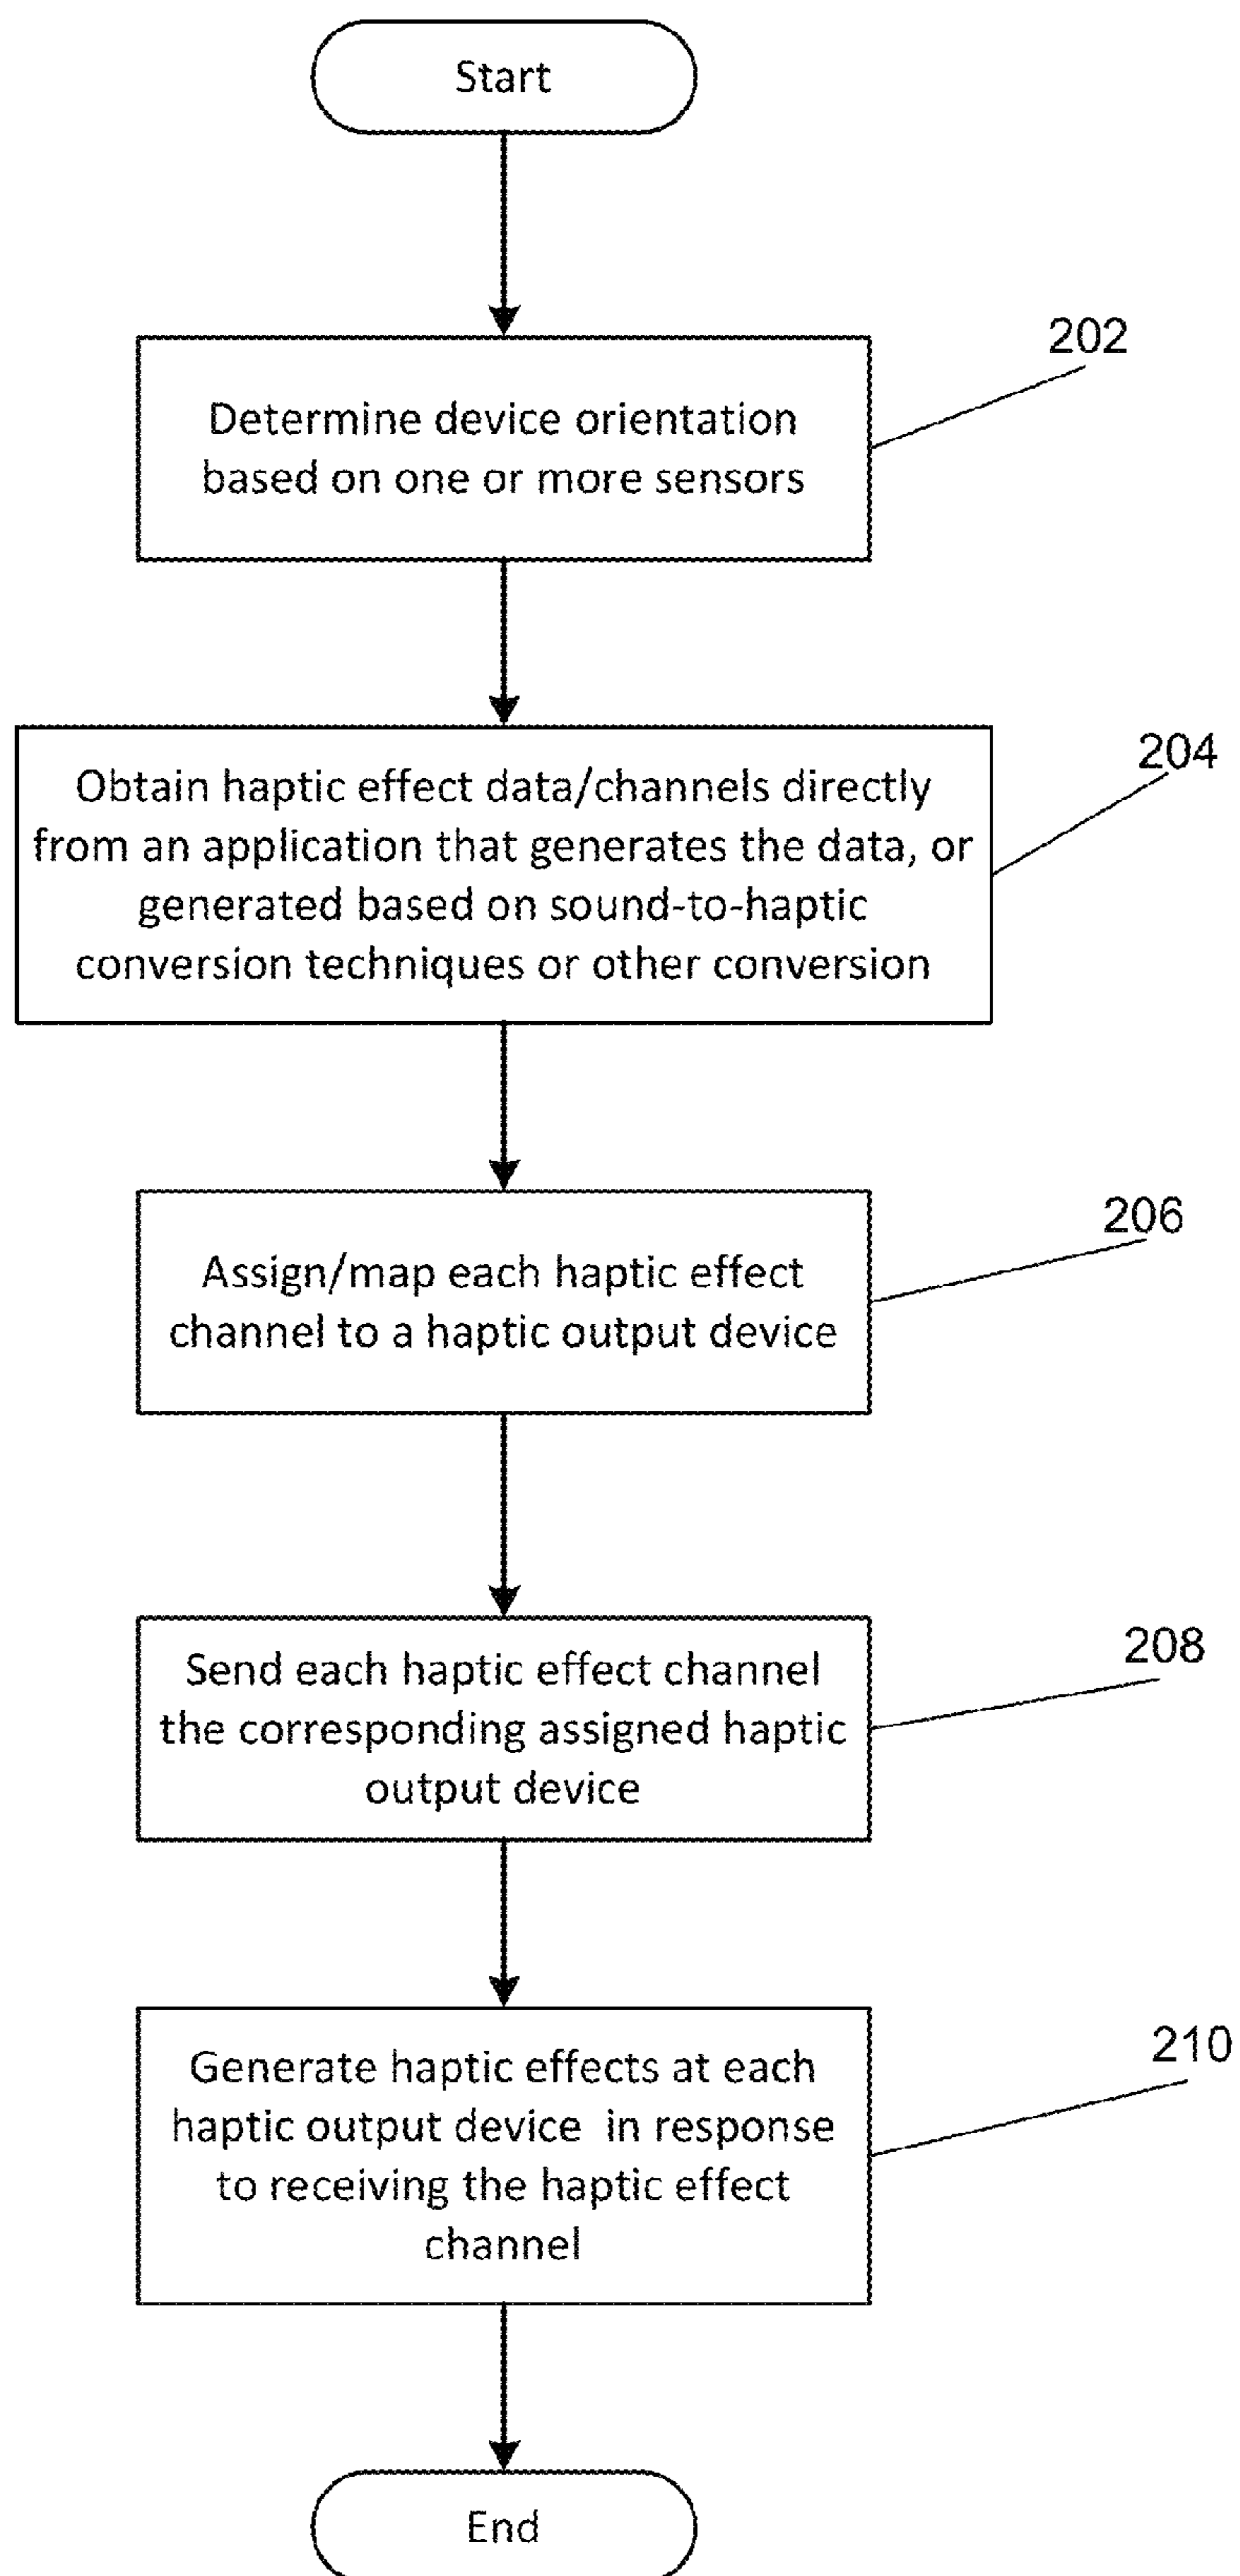 Start
202
Determine device orientation
based on one or more sensors
204
Obtain haptic effect data/channels directly
from an application that generates the data, or
generated based on sound-to-haptic
conversion techniques or other conversion
206
Assign/map each haptic effect
channel to a haptic output device
208
Send each haptic effect channel
the corresponding assigned haptic
output device
210
Generate haptic effects at each
haptic output device in response
to receiving the haptic effect
channel
End